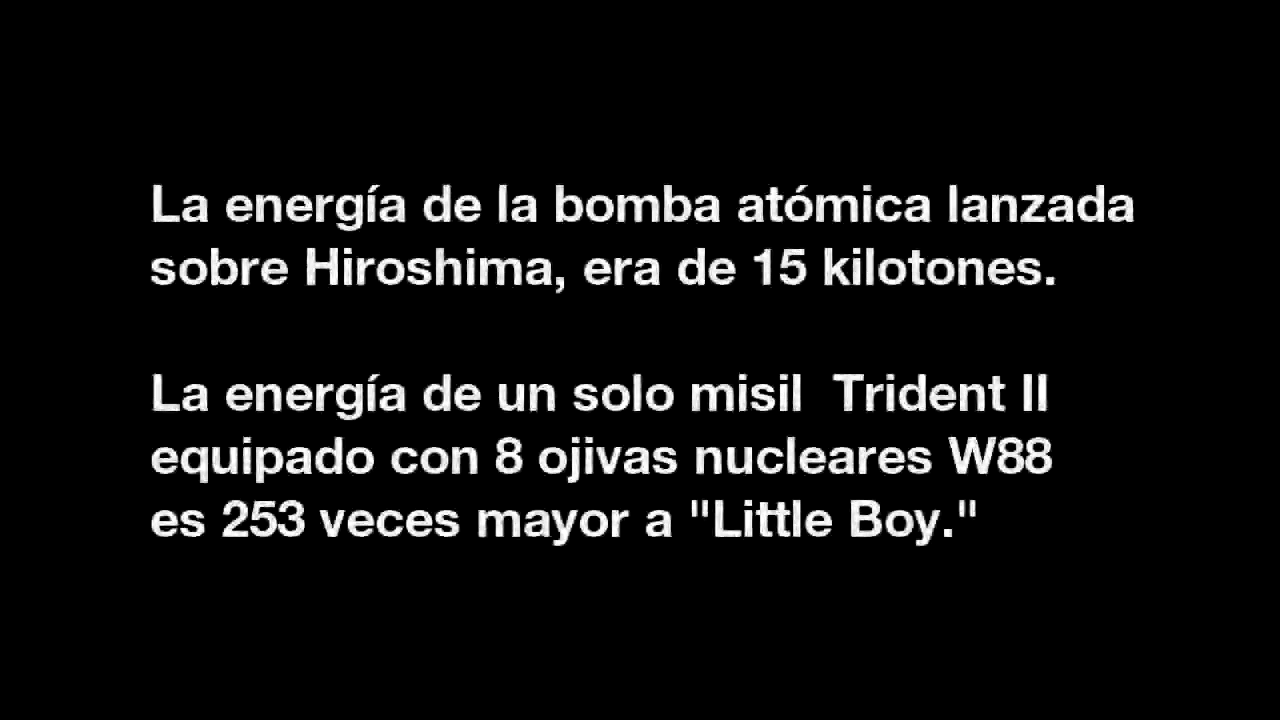 La energía de la bomba atómica lanzada
sobre Hiroshima, era de 15 kilotones.
La energía de un solo misil  Trident II
equipado con 8 ojivas nucleares W88
es 253 veces mayor a "Little Boy."